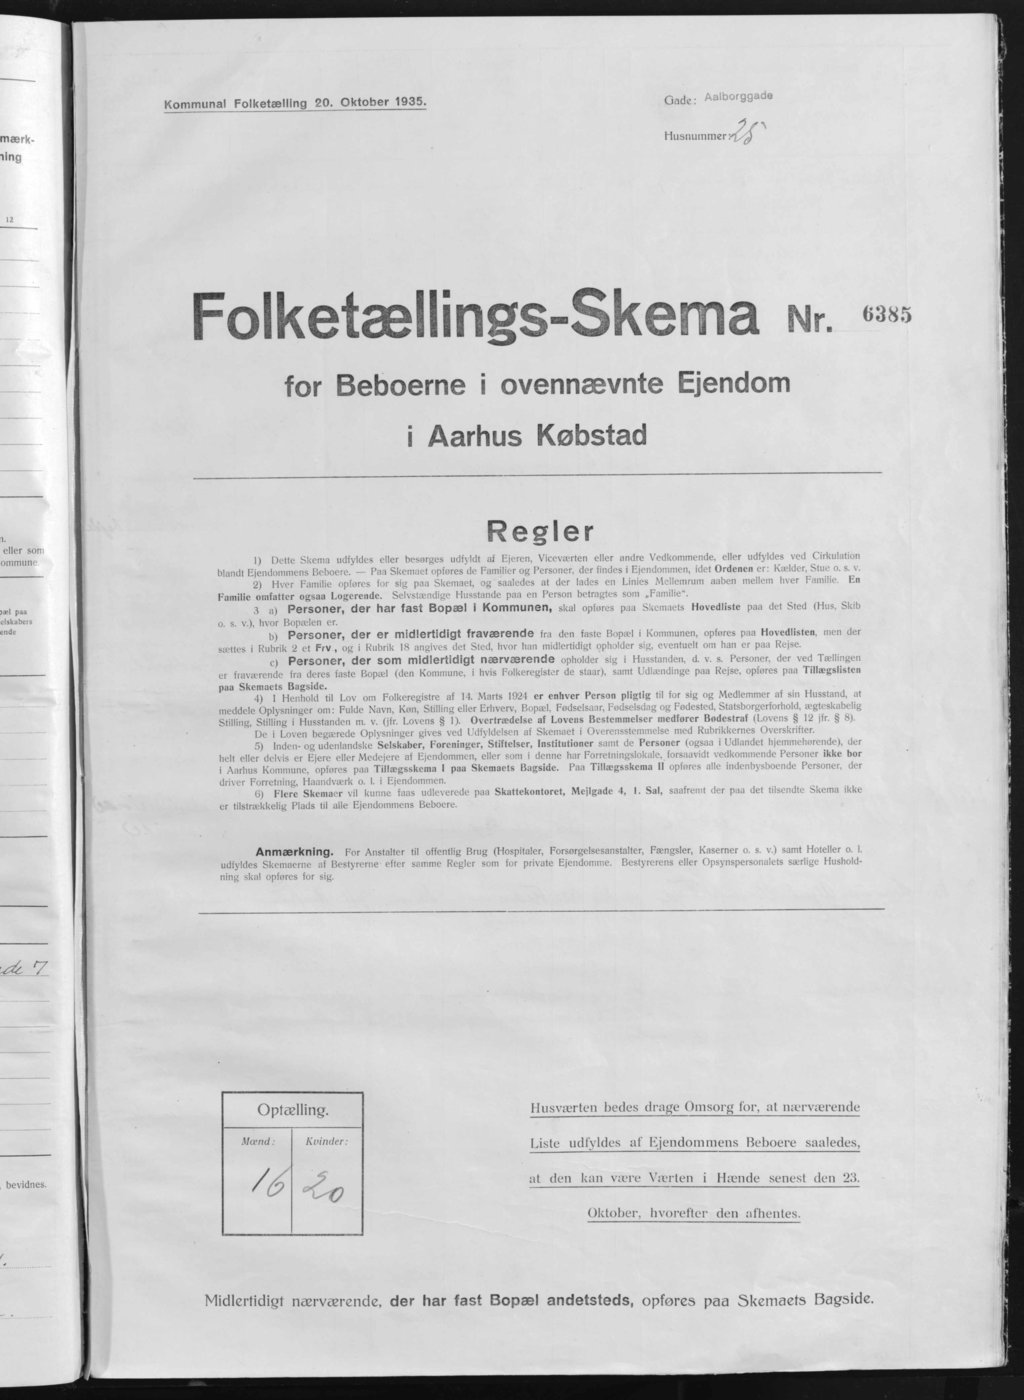 mærk-
ning
12
n.
eller som
ommune.
pæl paa
elskabers
ende
de 7
, bevidnes.
Kommunal Folketælling 20. Oktober 1935.
Gade: Aalborggade
Husnummer: 25
Folketællings-Skema Nr. 6385
for Beboerne i ovennævnte Ejendom
i Aarhus Købstad
Regler
1) Dette Skema udfyldes eller besørges udfyldt af Ejeren, Viceværten eller andre Vedkommende, eller udfyldes ved Cirkulation
blandt Ejendommens Beboere. — Paa Skemaet opføres de Familier og Personer, der findes i Ejendommen, idet Ordenen er: Kælder, Stue o. s. v.
2) Hver Familie opføres for sig paa Skemaet, og saaledes at der lades en Linies Mellemrum aaben mellem hver Familie. En
Familie omfatter ogsaa Logerende. Selvstændige Husstande paa en Person betragtes som „Familie“.
3 a) Personer, der har fast Bopæl i Kommunen, skal opføres paa Skemaets Hovedliste paa det Sted (Hus, Skib
o. s. v.), hvor Bopælen er.
b) Personer, der er midlertidigt fraværende fra den faste Bopæl i Kommunen, opføres paa Hovedlisten, men der
sættes i Rubrik 2 et Frv., og i Rubrik 18 angives det Sted, hvor han midlertidigt opholder sig, eventuelt om han er paa Rejse.
c) Personer, der som midlertidigt nærværende opholder sig i Husstanden, d. v. s. Personer, der ved Tællingen
er fraværende fra deres faste Bopæl (den Kommune, i hvis Folkeregister de staar), samt Udlændinge paa Rejse, opføres paa Tillægslisten
paa Skemaets Bagside.
4) I Henhold til Lov om Folkeregistre af 14. Marts 1924 er enhver Person pligtig til for sig og Medlemmer af sin Husstand, at
meddele Oplysninger om: Fulde Navn, Køn, Stilling eller Erhverv, Bopæl, Fødselsaar, Fødselsdag og Fødested, Statsborgerforhold, ægteskabelig
Stilling, Stilling i Husstanden m. v. (jfr. Lovens § 1). Overtrædelse af Lovens Bestemmelser medfører Bødestraf (Lovens § 12 jfr. § 8).
De i Loven begærede Oplysninger gives ved Udfyldelsen af Skemaet i Overensstemmelse med Rubrikkernes Overskrifter.
5) Inden- og udenlandske Selskaber, Foreninger, Stiftelser, Institutioner samt de Personer (ogsaa i Udlandet hjemmehørende), der
helt eller delvis er Ejere eller Medejere af Ejendommen, eller som i denne har Forretningslokale, forsaavidt vedkommende Personer ikke bor
i Aarhus Kommune, opføres paa Tillægsskema I paa Skemaets Bagside. Paa Tillægsskema II opføres alle indenbysboende Personer, der
driver Forretning, Haandværk o. l. i Ejendommen.
6) Flere Skemaer vil kunne faas udleverede paa Skattekontoret, Mejlgade 4, 1. Sal, saafremt der paa det tilsendte Skema ikke
er tilstrækkelig Plads til alle Ejendommens Beboere.
Anmærkning. For Anstalter til offentlig Brug (Hospitaler, Forsørgelsesanstalter, Fængsler, Kaserner o. s. v.) samt Hoteller o. l.
udfyldes Skemaerne af Bestyrerne efter samme Regler som for private Ejendomme. Bestyrerens eller Opsynspersonalets særlige Hushold-
ning skal opføres for sig.
Optælling.
Mænd: Kvinder:
16 20
Husværten bedes drage Omsorg for, at nærværende
Liste udfyldes af Ejendommens Beboere saaledes,
at den kan være Værten i Hænde senest den 23.
Oktober, hvorefter den afhentes.
Midlertidigt nærværende, der har fast Bopæl andetsteds, opføres paa Skemaets Bagside.